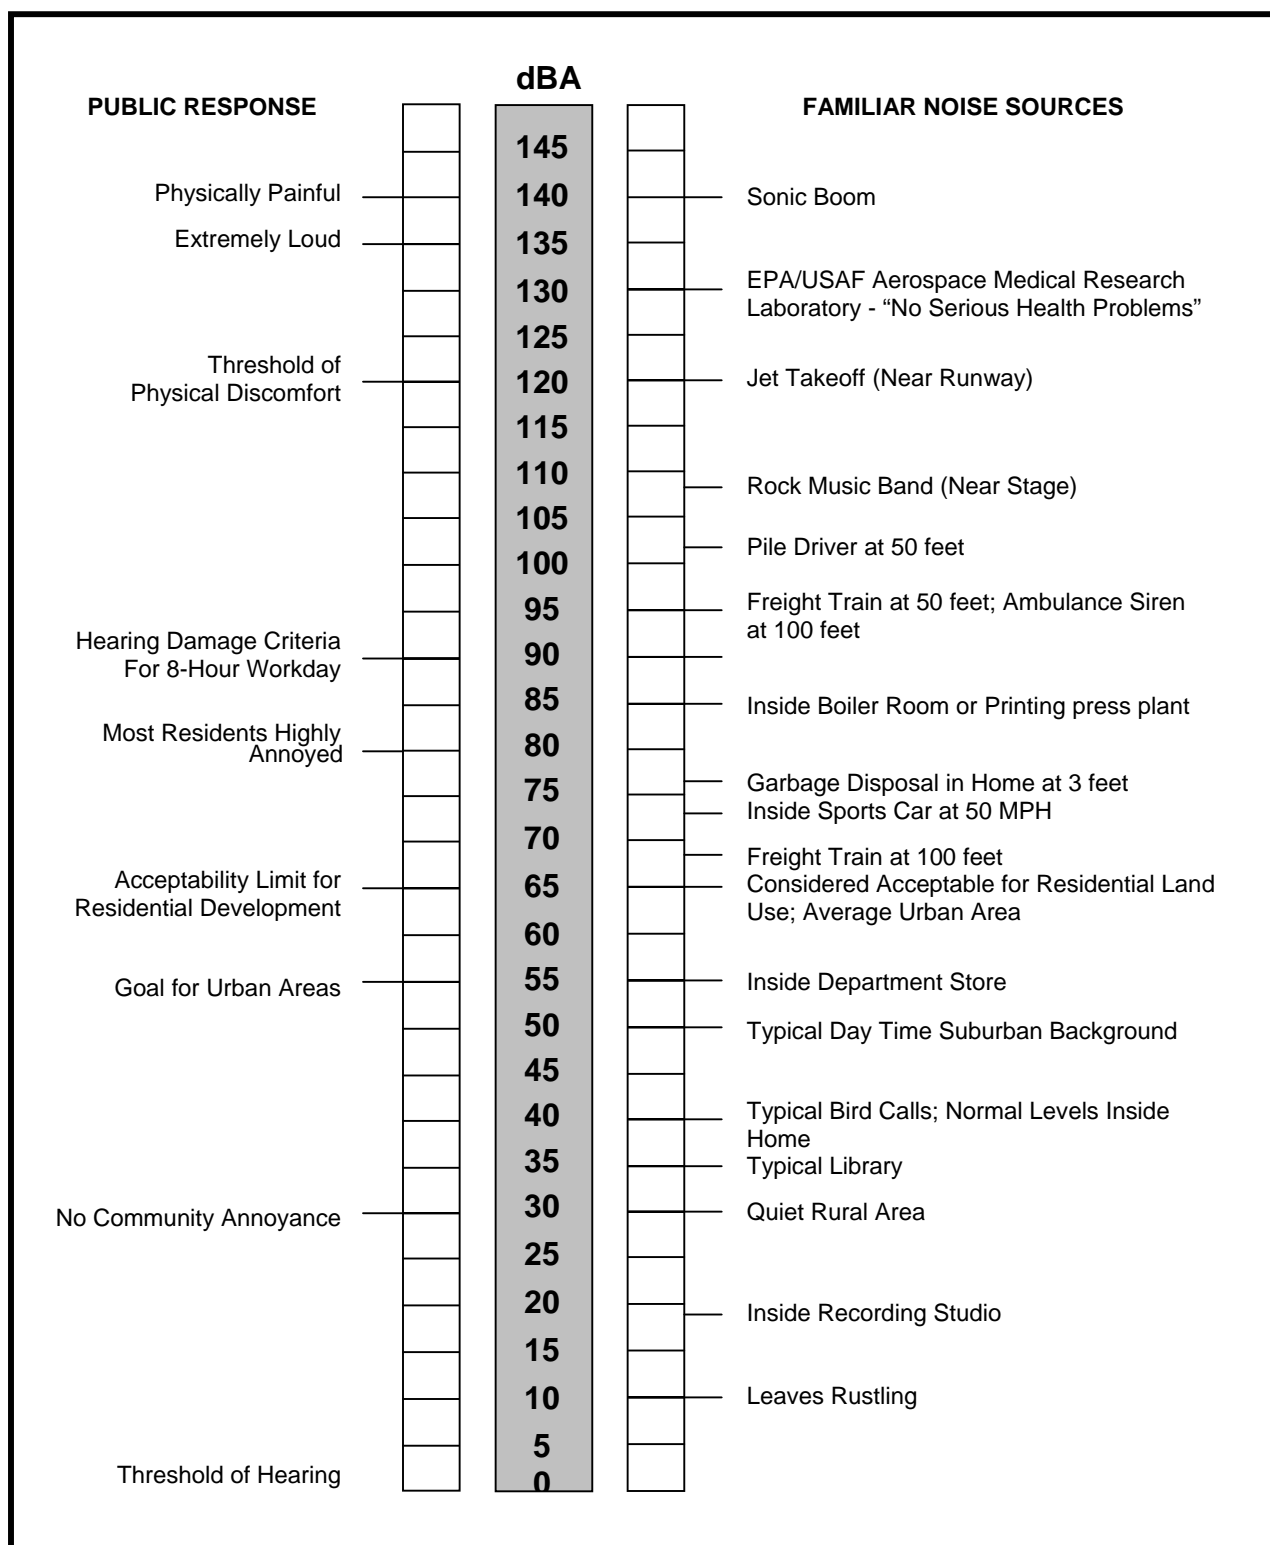 dBA
PUBLIC RESPONSE
FAMILIAR NOISE SOURCES
145
Physically Painful
140
Sonic Boom
Extremely Loud
135
EPA/USAF Aerospace Medical Research
Laboratory - “No Serious Health Problems”
130
125
Threshold of
Physical Discomfort
120
Jet Takeoff (Near Runway)
115
110
Rock Music Band (Near Stage)
105
Pile Driver at 50 feet
100
95
Freight Train at 50 feet; Ambulance Siren
at 100 feet
Hearing Damage Criteria
For 8-Hour Workday
90
85
Inside Boiler Room or Printing press plant
Most Residents Highly
Annoyed
80
Garbage Disposal in Home at 3 feet
75
Inside Sports Car at 50 MPH
70
Freight Train at 100 feet
Acceptability Limit for
Residential Development
65
Considered Acceptable for Residential Land
Use; Average Urban Area
60
Goal for Urban Areas
55
Inside Department Store
50
Typical Day Time Suburban Background
45
40
Typical Bird Calls; Normal Levels Inside
Home
35
Typical Library
No Community Annoyance
30
Quiet Rural Area
25
20
Inside Recording Studio
15
10
Leaves Rustling
5
Threshold of Hearing
0